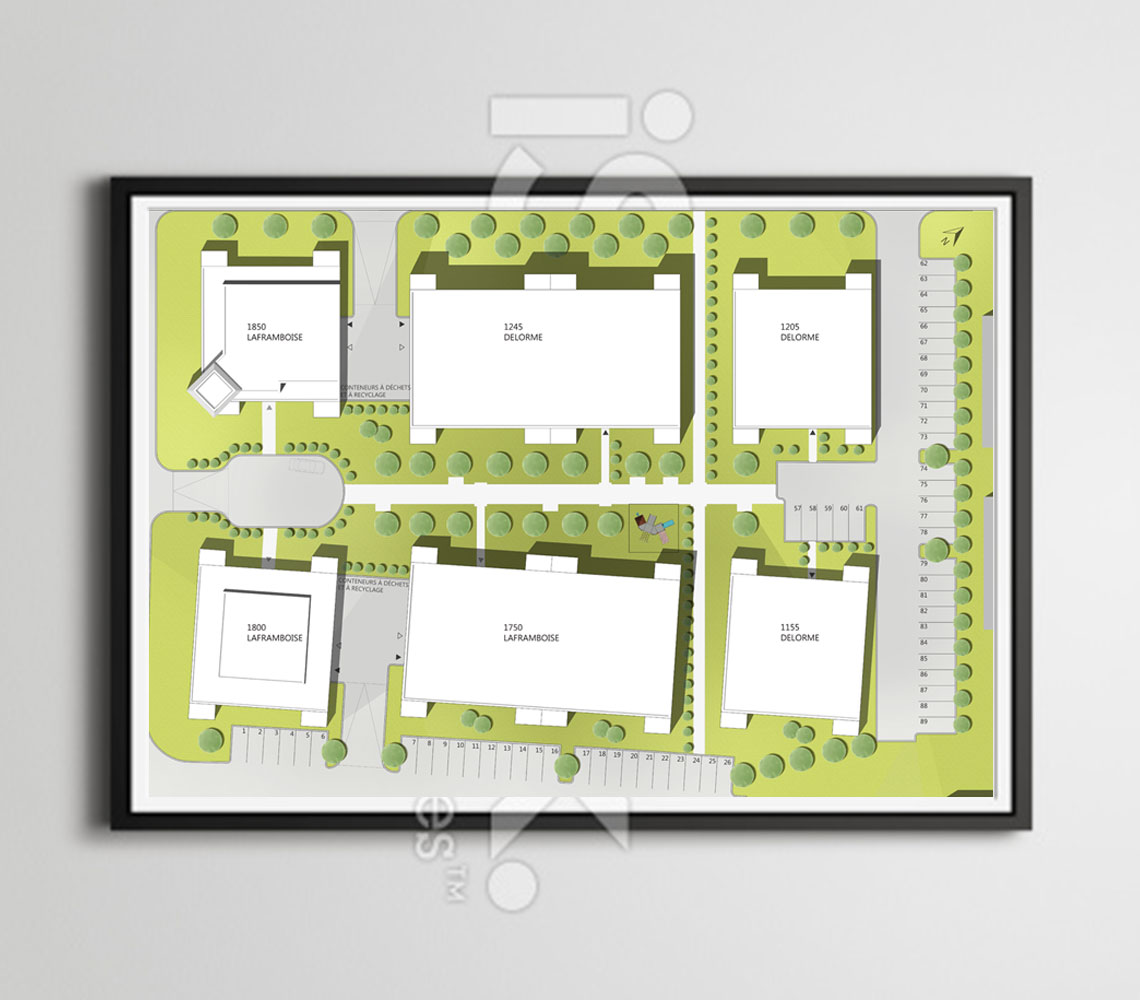 N
1850
LAFRAMBOISE
1245
DELORME
1205
DELORME
CONTENEURS À DÉCHETS
ET À RECYCLAGE
62
63
64
65
66
67
68
69
70
71
72
73
74
75
76
77
78
79
80
81
82
83
84
85
86
87
88
89
57 58 59 60 61
CONTENEURS À DÉCHETS
ET À RECYCLAGE
1800
LAFRAMBOISE
1750
LAFRAMBOISE
1155
DELORME
1 2 3 4 5 6
7 8 9 10 11 12 13 14 15 16
17 18 19 20 21 22 23 24 25 26
es™